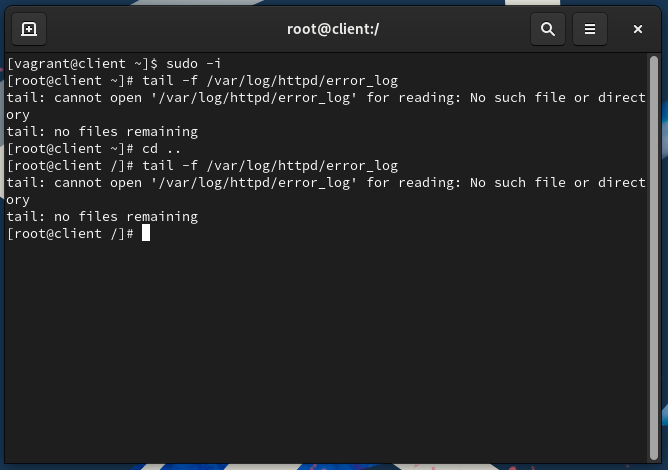 root@client:/
[vagrant@client ~]$ sudo -i
[root@client ~]# tail -f /var/log/httpd/error_log
tail: cannot open '/var/log/httpd/error_log' for reading: No such file or direct
ory
tail: no files remaining
[root@client ~]# cd ..
[root@client /]# tail -f /var/log/httpd/error_log
tail: cannot open '/var/log/httpd/error_log' for reading: No such file or direct
ory
tail: no files remaining
[root@client /]#